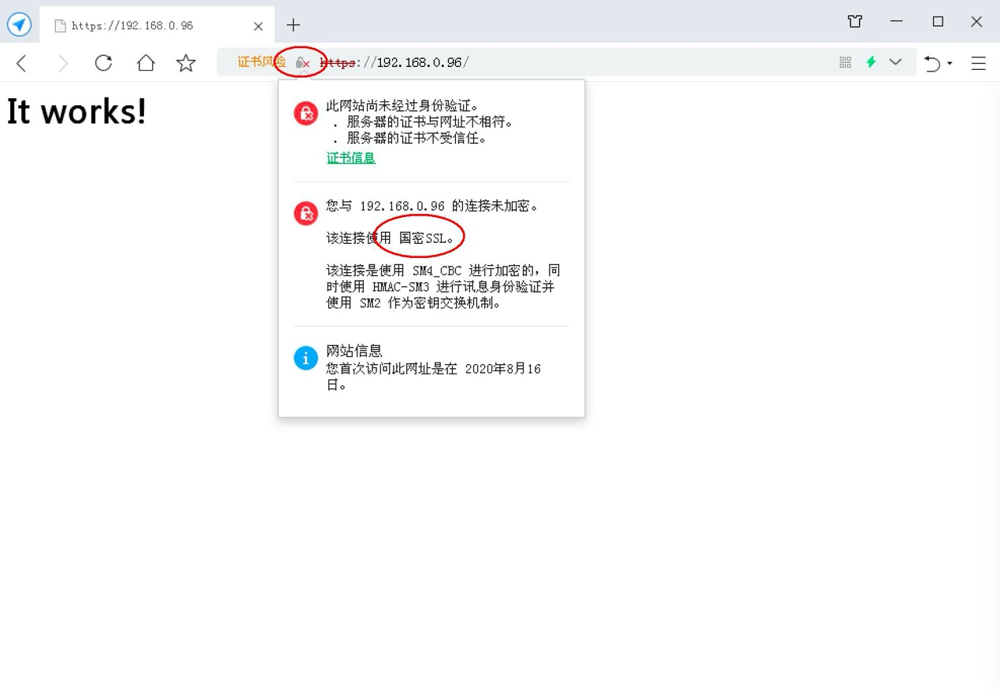 https://192.168.0.96
证书风险 https://192.168.0.96/
It works!
此网站尚未经过身份验证。
. 服务器的证书与网址不相符。
. 服务器的证书不受信任。
证书信息
您与 192.168.0.96 的连接未加密。
该连接使用 国密SSL。
该连接是使用 SM4_CBC 进行加密的，同
时使用 HMAC-SM3 进行讯息身份验证并
使用 SM2 作为密钥交换机制。
网站信息
您首次访问此网址是在 2020年8月16
日。